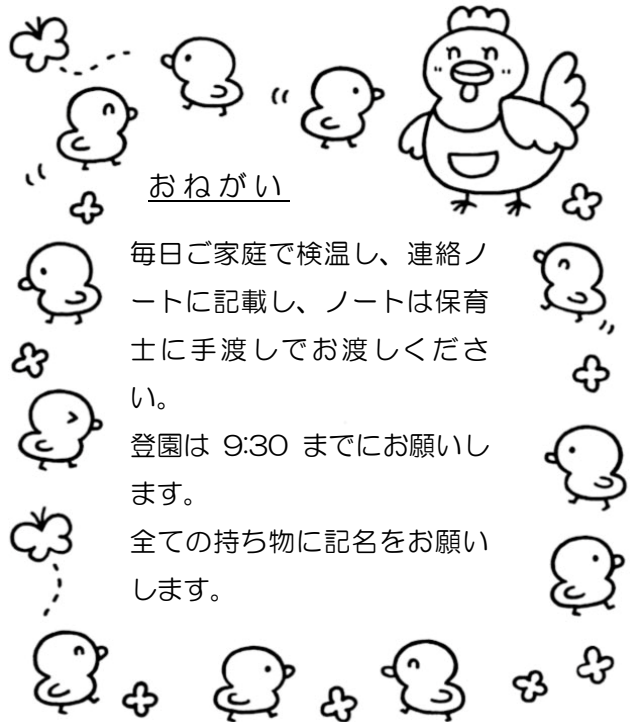 おねがい
毎日ご家庭で検温し、連絡ノ
ートに記載し、ノートは保育
士に手渡しでお渡しくださ
い。
登園は 9:30 までにお願いし
ます。
全ての持ち物に記名をお願い
します。